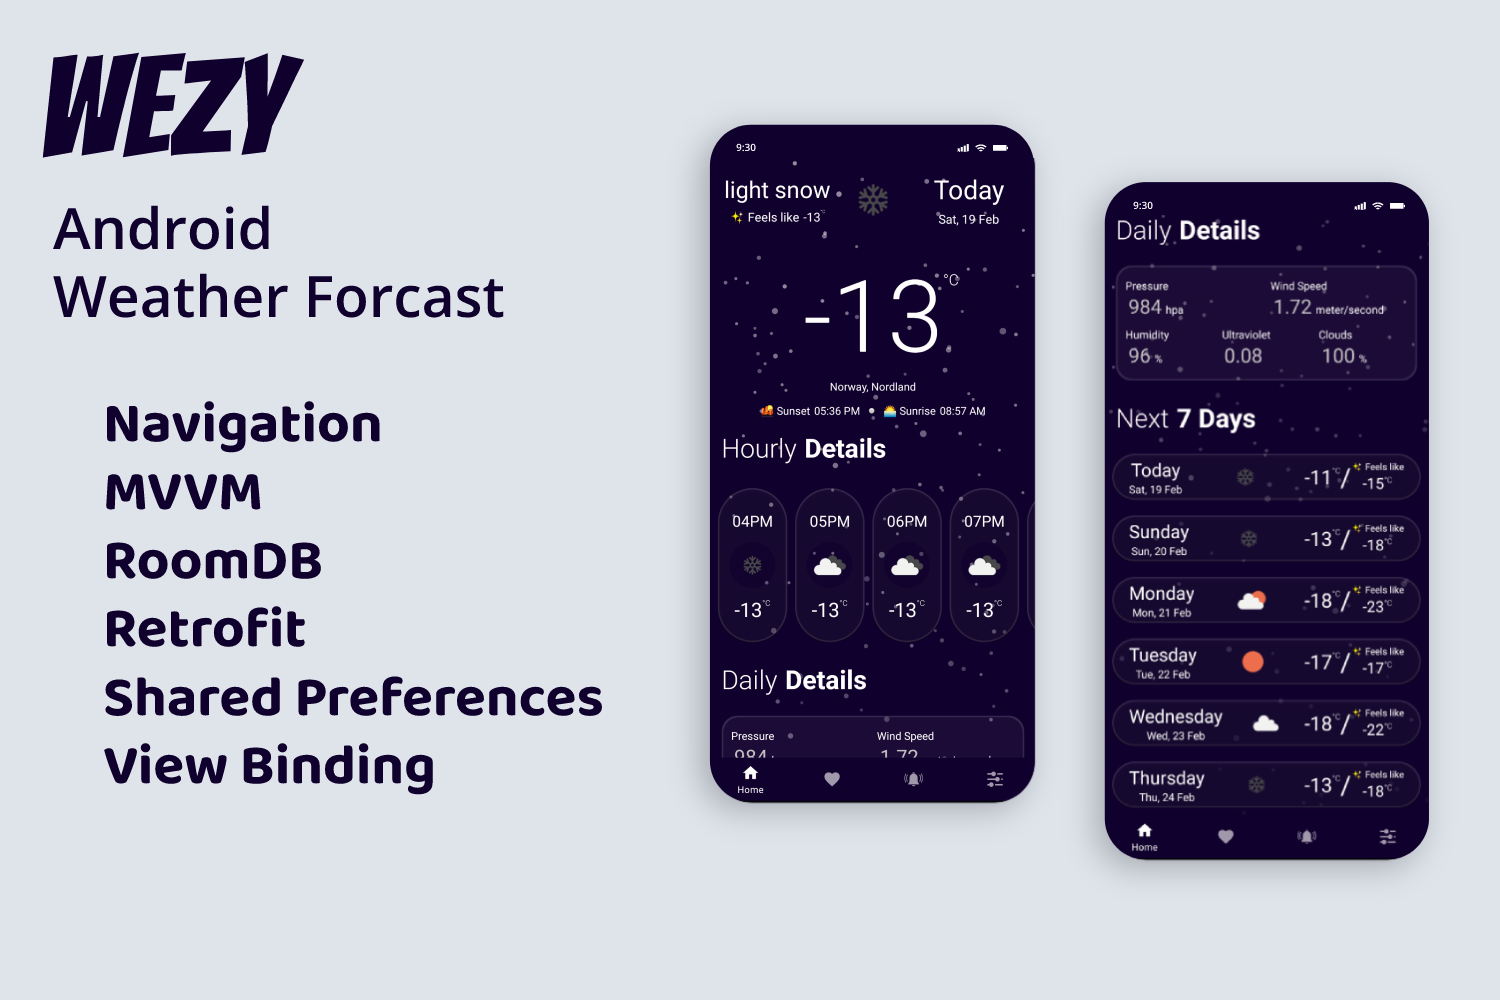 WEZY
Android
Weather Forcast
Navigation
MVVM
RoomDB
Retrofit
Shared Preferences
View Binding
9:30
light snow
Today
✨ Feels like -13°
Sat, 19 Feb
-13°C
Norway, Nordland
Sunset 05:36 PM • Sunrise 08:57 AM
Hourly Details
04PM 05PM 06PM 07PM
-13°C -13°C -13°C -13°C
Daily Details
Pressure Wind Speed
984 1.72
Home
9:30
Daily Details
Pressure Wind Speed
984 hpa 1.72 meter/second
Humidity Ultraviolet Clouds
96 % 0.08 100 %
Next 7 Days
Today -11°C / ✨ Feels like
Sat, 19 Feb -15°C
Sunday -13°C / ✨ Feels like
Sun, 20 Feb -18°C
Monday -18°C / ✨ Feels like
Mon, 21 Feb -23°C
Tuesday -17°C / ✨ Feels like
Tue, 22 Feb -17°C
Wednesday -18°C / ✨ Feels like
Wed, 23 Feb -22°C
Thursday -13°C / ✨ Feels like
Thu, 24 Feb -18°C
Home